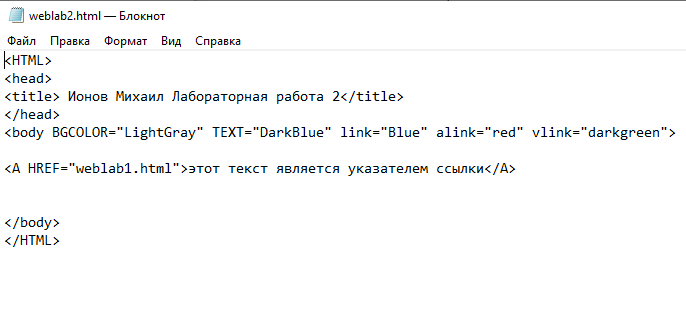 weblab2.html — Блокнот
Файл Правка Формат Вид Справка
<HTML>
<head>
<title> Ионов Михаил Лабораторная работа 2</title>
</head>
<body BGCOLOR="LightGray" TEXT="DarkBlue" link="Blue" alink="red" vlink="darkgreen">
<A HREF="weblab1.html">этот текст является указателем ссылки</A>
</body>
</HTML>